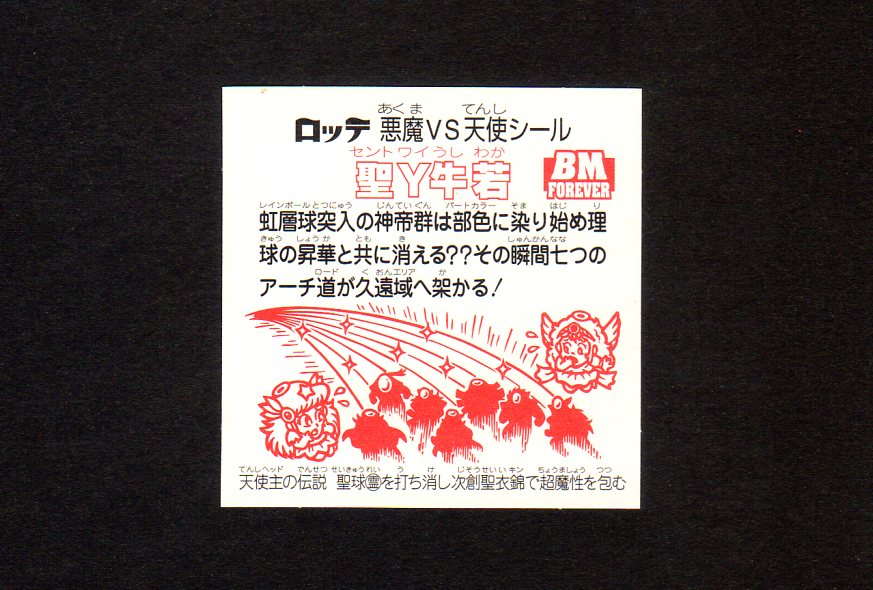 あくま てんし
ロッテ 悪魔VS天使シール
セントワイうし わか
聖Y牛若
BM
FOREVER
レインボールとつにゅう じんていぐん パートカラー そま はじ り
虹層球突入の神帝群は部色に染り始め理
きゅう しょうか とも き しゅんかんなな
球の昇華と共に消える??その瞬間七つの
ロード く おんエリア か
アーチ道が久遠域へ架かる!
てんしヘッド でんせつ せいきゅうれい う け じそうせいいキン ちょうましょう つつ
天使主の伝説 聖球�Ⓡを打ち消し次創聖衣錦で超魔性を包む